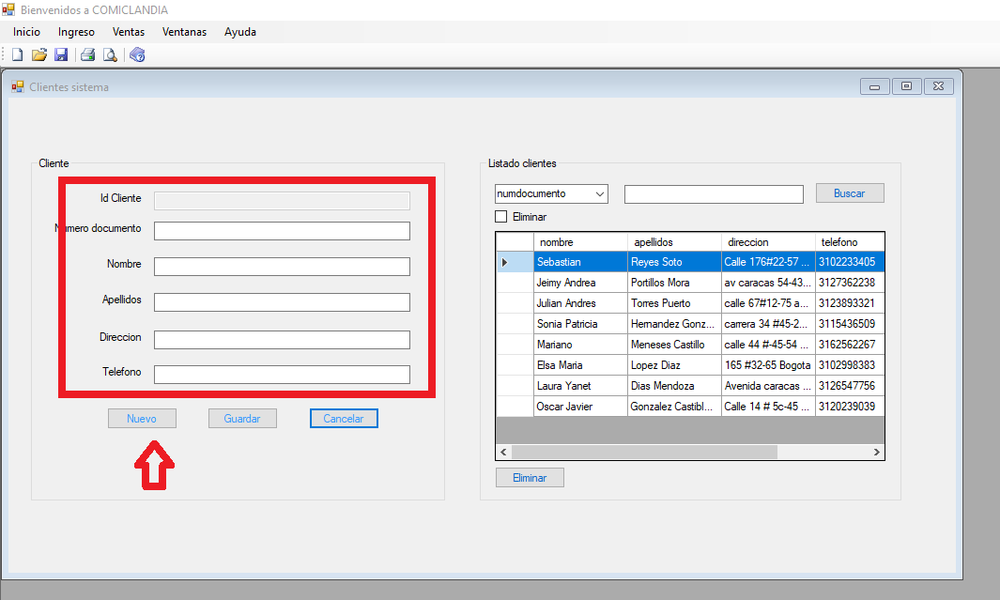 Bienvenidos a COMICLANDIA
Inicio Ingreso Ventas Ventanas Ayuda
Clientes sistema
Cliente
Id Cliente
Numero documento
Nombre
Apellidos
Direccion
Telefono
Nuevo Guardar Cancelar
Listado clientes
numdocumento Buscar
Eliminar
nombre apellidos direccion telefono
Sebastian Reyes Soto Calle 176#22-57 ... 3102233405
Jeimy Andrea Portillos Mora av caracas 54-43... 3127362238
Julian Andres Torres Puerto calle 67#12-75 a... 3123893321
Sonia Patricia Hernandez Gonz... carrera 34 #45-2... 3115436509
Mariano Meneses Castillo calle 44 #-45-54 ... 3162562267
Elsa Maria Lopez Diaz 165 #32-65 Bogota 3102998383
Laura Yanet Dias Mendoza Avenida caracas ... 3126547756
Oscar Javier Gonzalez Castibl... Calle 14 # 5c-45 ... 3120239039
Eliminar